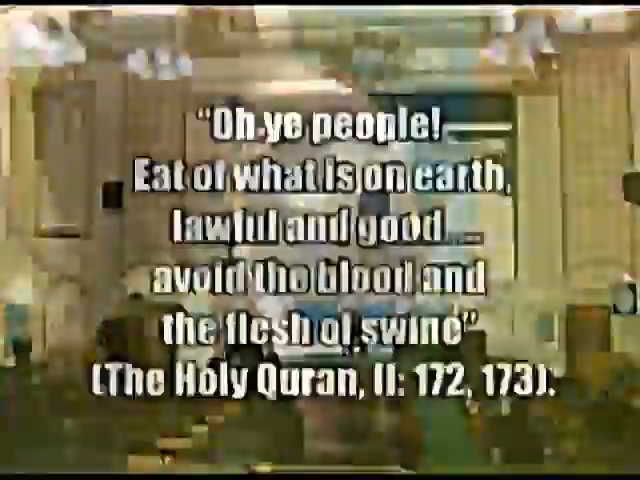 "Oh ye people!
Eat of what is on earth,
lawful and good ...
avoid the blood and
the flesh of swine"
(The Holy Quran, II: 172, 173).